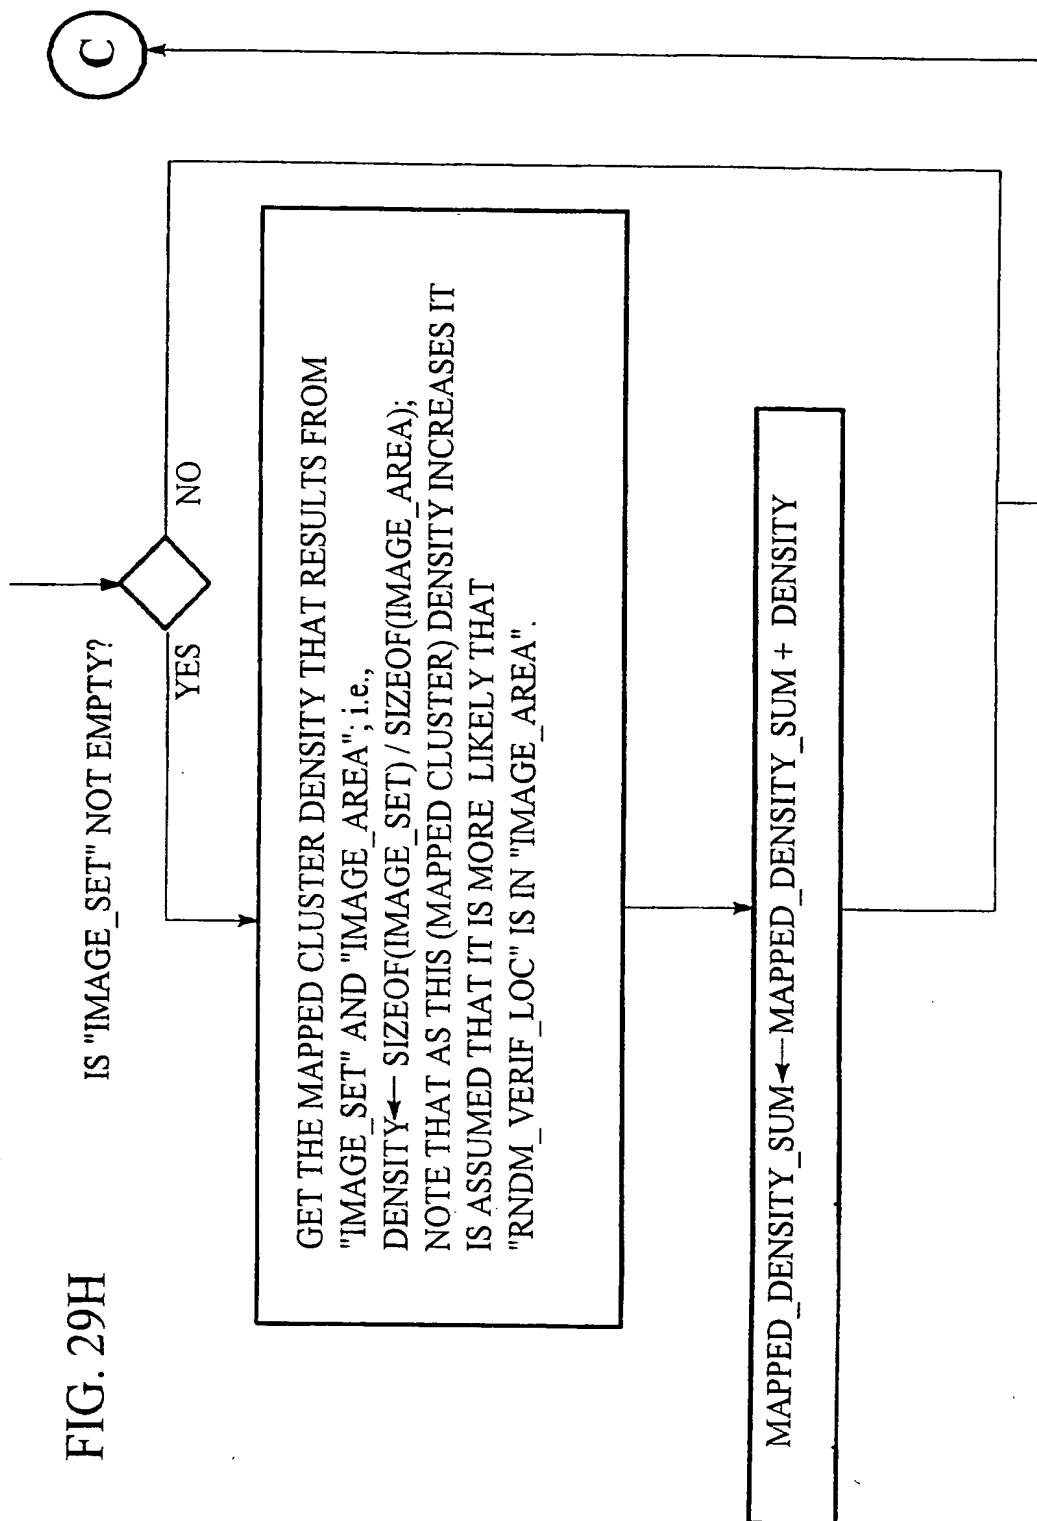 FIG. 29H
IS "IMAGE_SET" NOT EMPTY?
YES
NO
C
GET THE MAPPED CLUSTER DENSITY THAT RESULTS FROM
"IMAGE_SET" AND "IMAGE_AREA"; i.e.,
DENSITY ← SIZEOF(IMAGE_SET) / SIZEOF(IMAGE_AREA);
NOTE THAT AS THIS (MAPPED CLUSTER) DENSITY INCREASES IT
IS ASSUMED THAT IT IS MORE LIKELY THAT
"RNDM_VERIF_LOC" IS IN "IMAGE_AREA".
MAPPED_DENSITY_SUM ← MAPPED_DENSITY_SUM + DENSITY